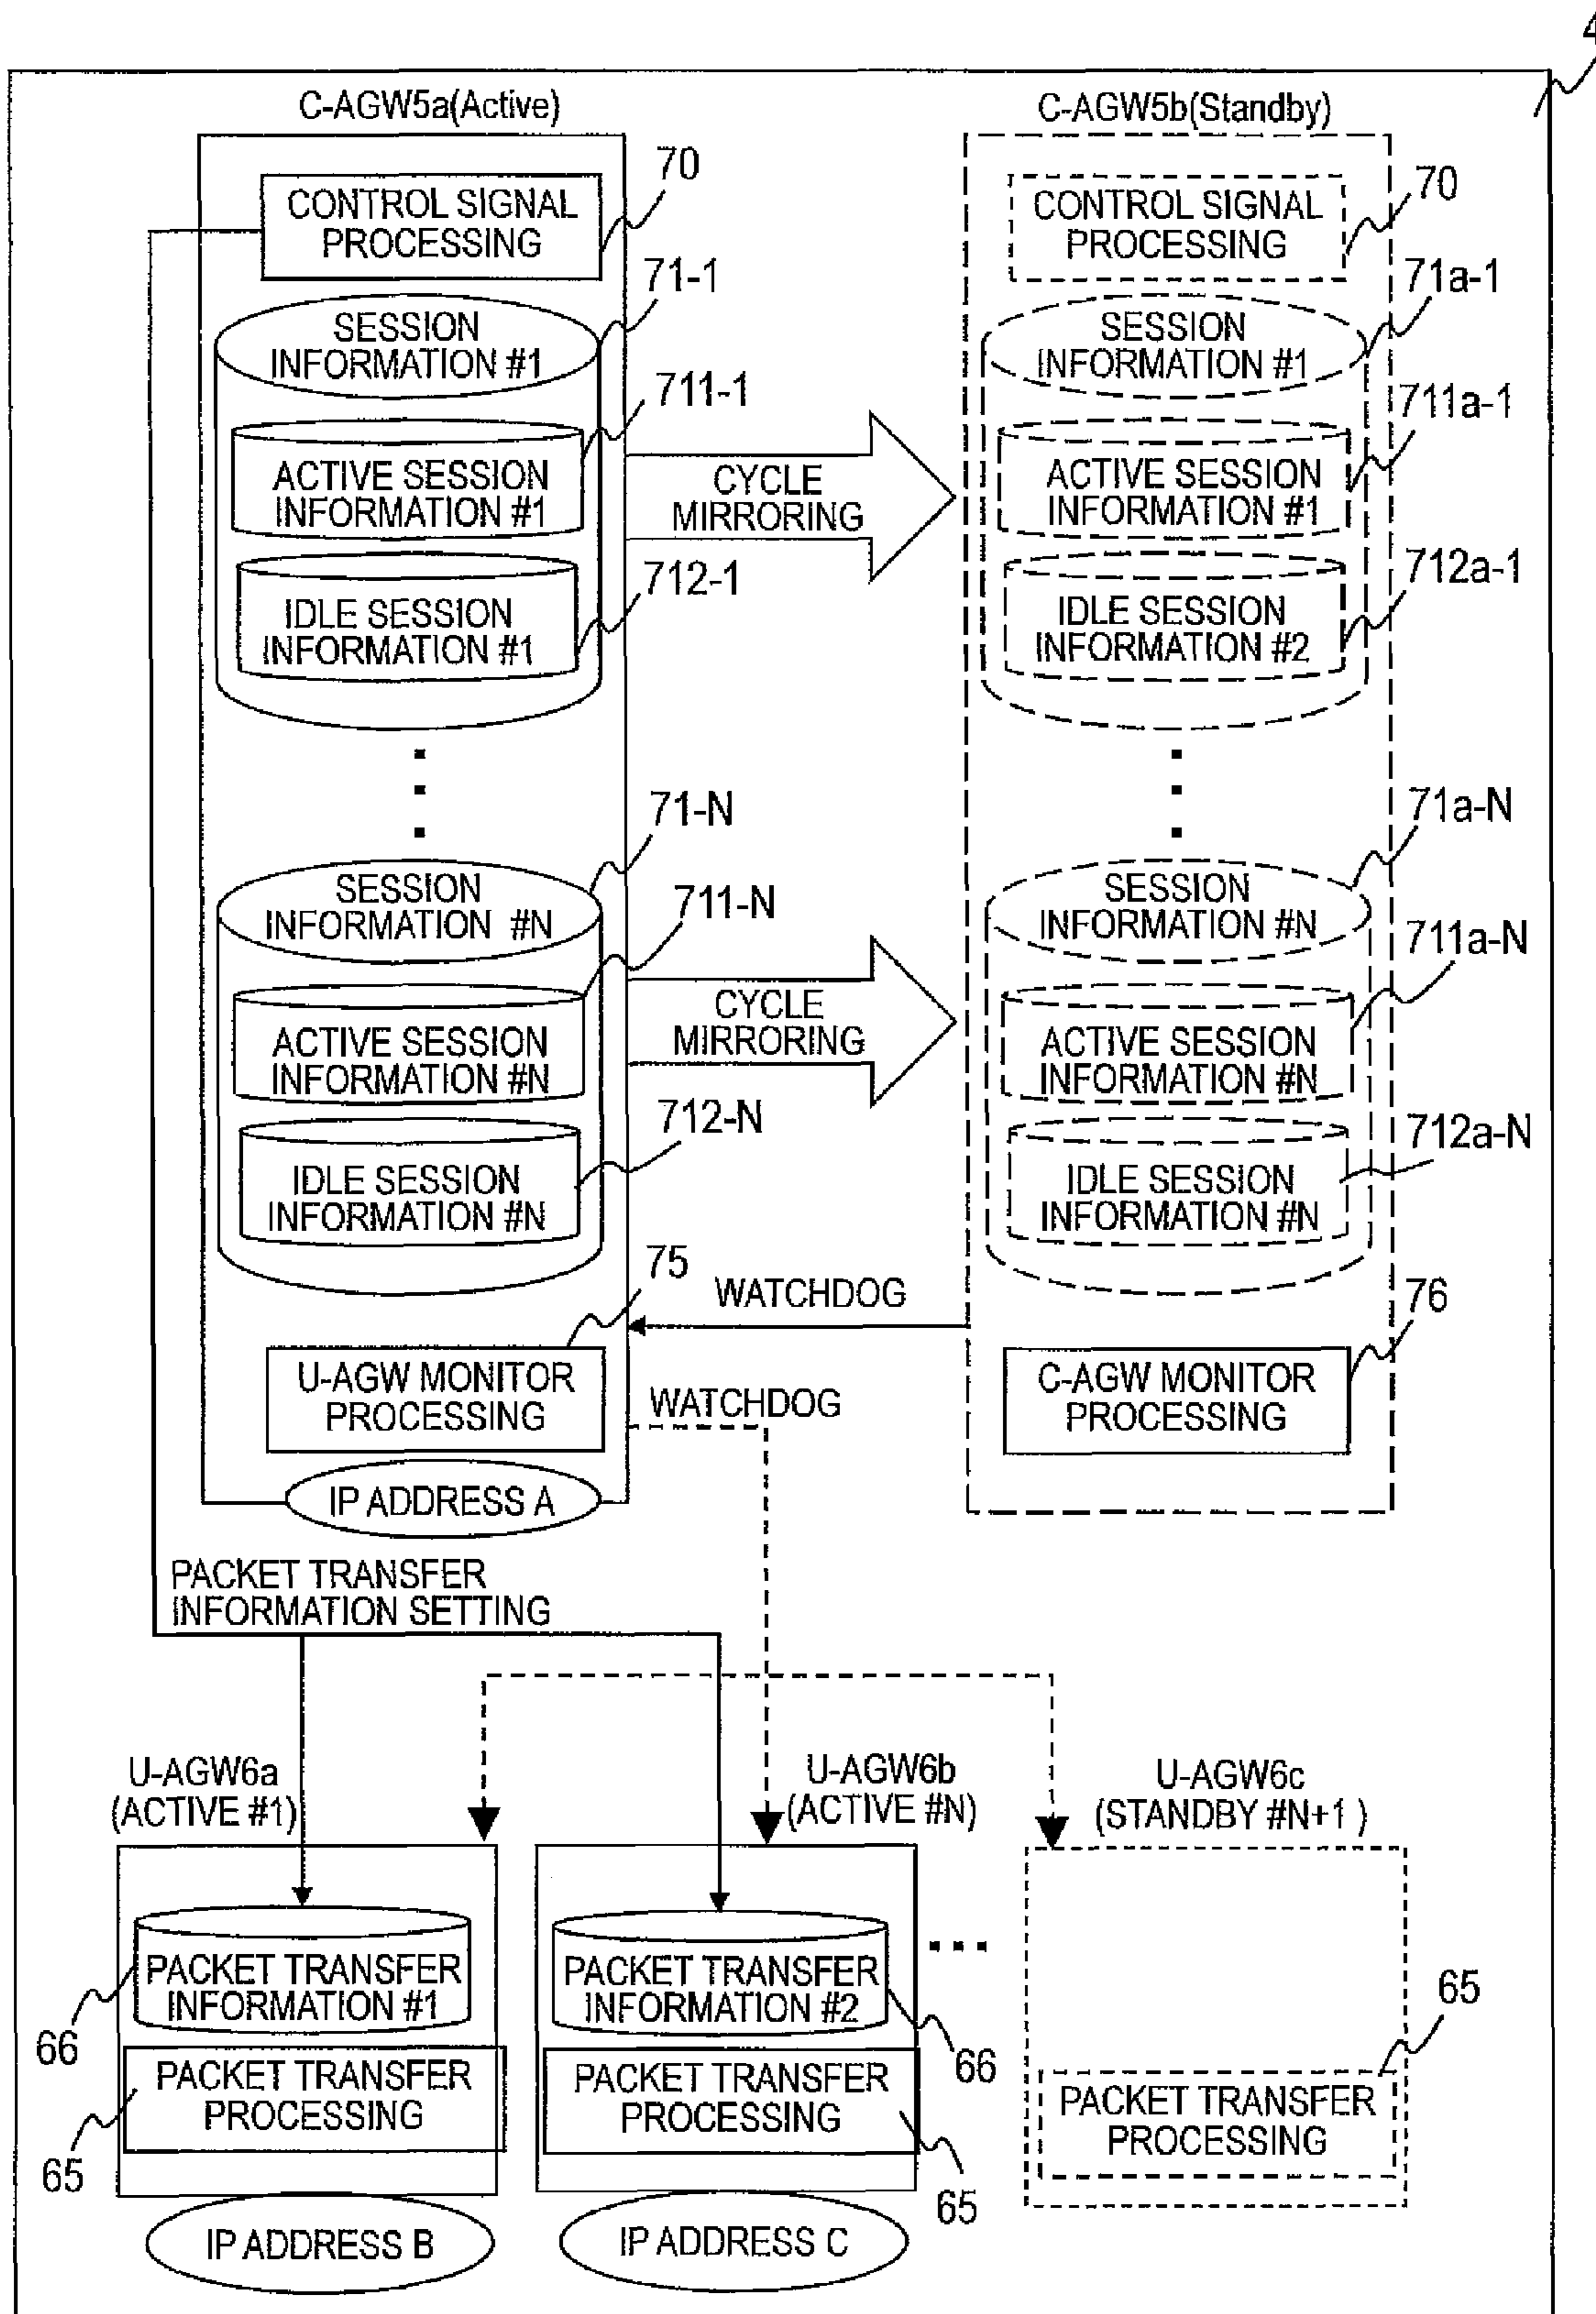 4
C-AGW5a(Active)
C-AGW5b(Standby)
70
CONTROL SIGNAL
PROCESSING
70
CONTROL SIGNAL
PROCESSING
71-1
SESSION
INFORMATION #1
71a-1
SESSION
INFORMATION #1
711-1
ACTIVE SESSION
INFORMATION #1
CYCLE
MIRRORING
711a-1
ACTIVE SESSION
INFORMATION #1
712-1
IDLE SESSION
INFORMATION #1
712a-1
IDLE SESSION
INFORMATION #2
71-N
SESSION
INFORMATION #N
71a-N
SESSION
INFORMATION #N
711-N
ACTIVE SESSION
INFORMATION #N
CYCLE
MIRRORING
711a-N
ACTIVE SESSION
INFORMATION #N
712-N
IDLE SESSION
INFORMATION #N
712a-N
IDLE SESSION
INFORMATION #N
75
WATCHDOG
76
U-AGW MONITOR
PROCESSING
WATCHDOG
C-AGW MONITOR
PROCESSING
IP ADDRESS A
PACKET TRANSFER
INFORMATION SETTING
U-AGW6a
(ACTIVE #1)
U-AGW6b
(ACTIVE #N)
U-AGW6c
(STANDBY #N+1 )
PACKET TRANSFER
INFORMATION #1
66
PACKET TRANSFER
INFORMATION #2
66
...
65
PACKET TRANSFER
PROCESSING
65
PACKET TRANSFER
PROCESSING
65
PACKET TRANSFER
PROCESSING
IP ADDRESS B
IP ADDRESS C